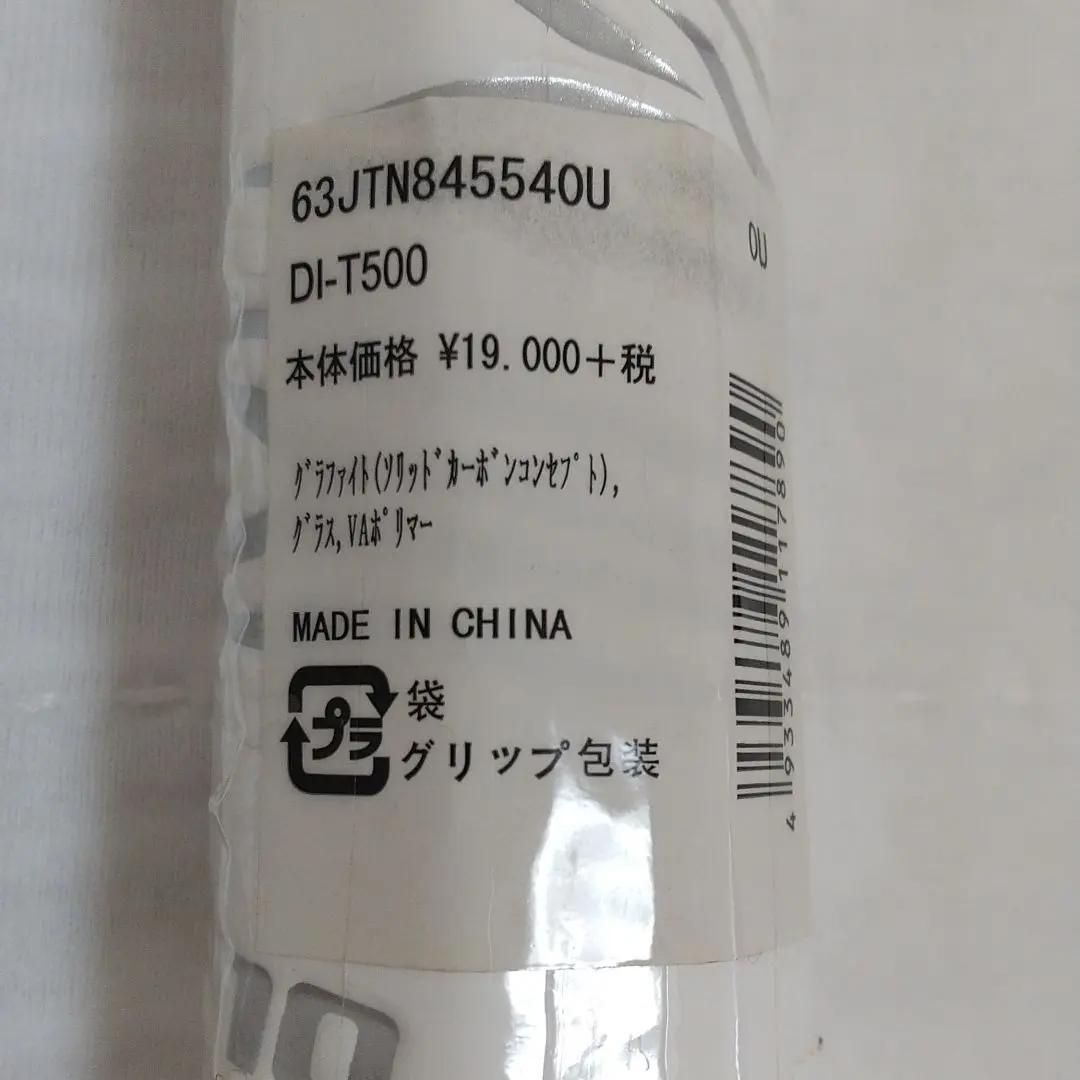 63JTN845540U
DI-T500
本体価格 ¥19.000+税
グラファイト(ソリッドカーボンコンセプト),
グラス,VAポリマー
MADE IN CHINA
プラ
袋
グリップ包装
0U
4933489117890